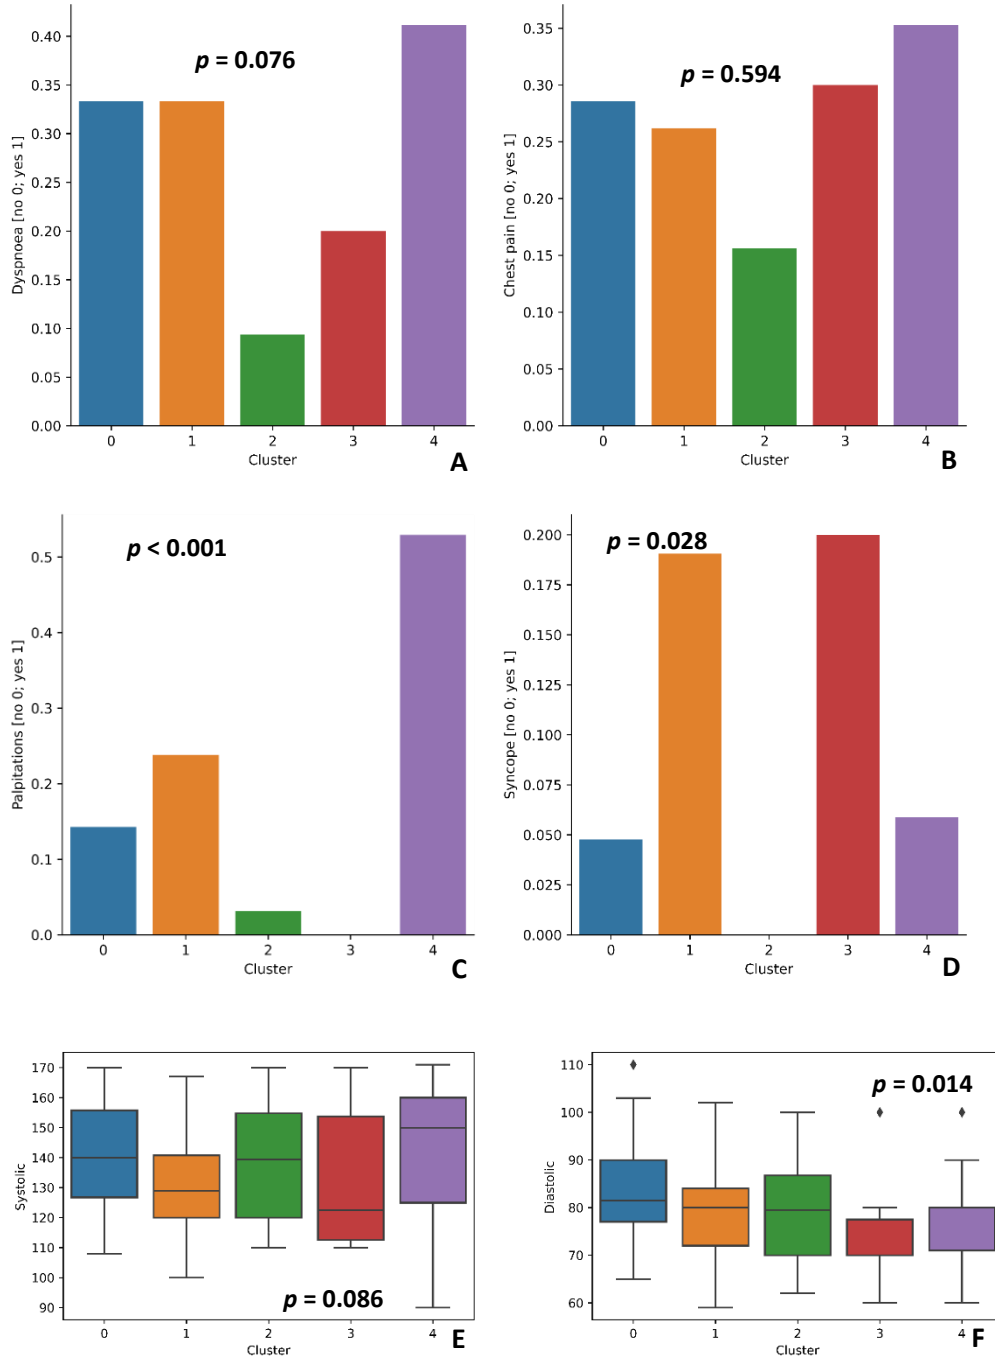 0.40
0.35
0.30
0.25
0.20
0.15
0.10
0.05
0.00
Dyspnoea [no 0; yes 1]
p = 0.076
0 1 2 3 4
Cluster
A
0.35
0.30
0.25
0.20
0.15
0.10
0.05
0.00
Chest pain [no 0; yes 1]
p = 0.594
0 1 2 3 4
Cluster
B
0.5
0.4
0.3
0.2
0.1
0.0
Palpitations [no 0; yes 1]
p < 0.001
0 1 2 3 4
Cluster
C
0.200
0.175
0.150
0.125
0.100
0.075
0.050
0.025
0.000
Syncope [no 0; yes 1]
p = 0.028
0 1 2 3 4
Cluster
D
170
160
150
140
130
120
110
100
90
Systolic
p = 0.086
0 1 2 3 4
Cluster
E
110
100
90
80
70
60
Diastolic
p = 0.014
0 1 2 3 4
Cluster
F